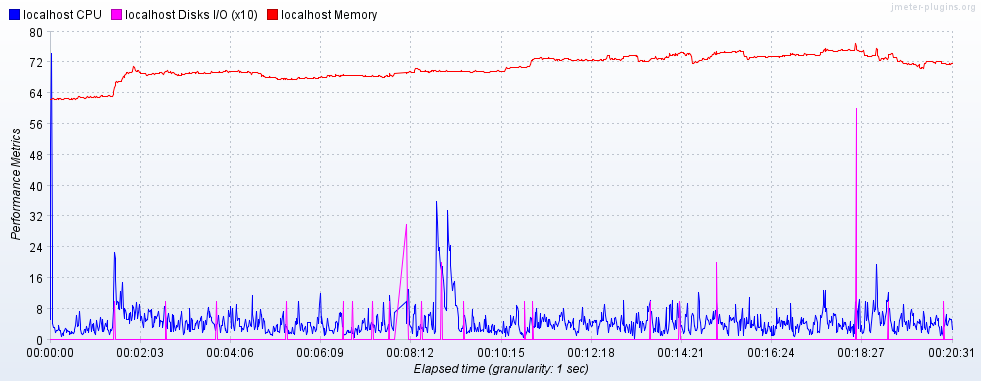 localhost CPU localhost Disks I/O (x10) localhost Memory
jmeter-plugins.org
80
72
64
56
48
40
32
24
16
8
0
Performance Metrics
00:00:00 00:02:03 00:04:06 00:06:09 00:08:12 00:10:15 00:12:18 00:14:21 00:16:24 00:18:27 00:20:31
Elapsed time (granularity: 1 sec)